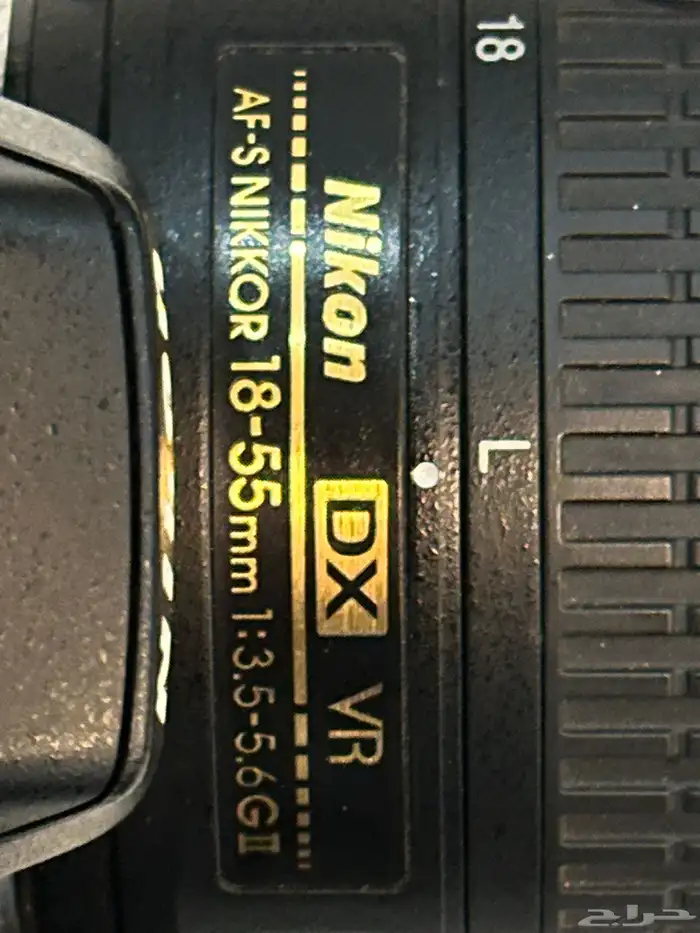 Nikon DX VR
AF-S NIKKOR 18-55mm 1:3.5-5.6G II
18
L
حراج